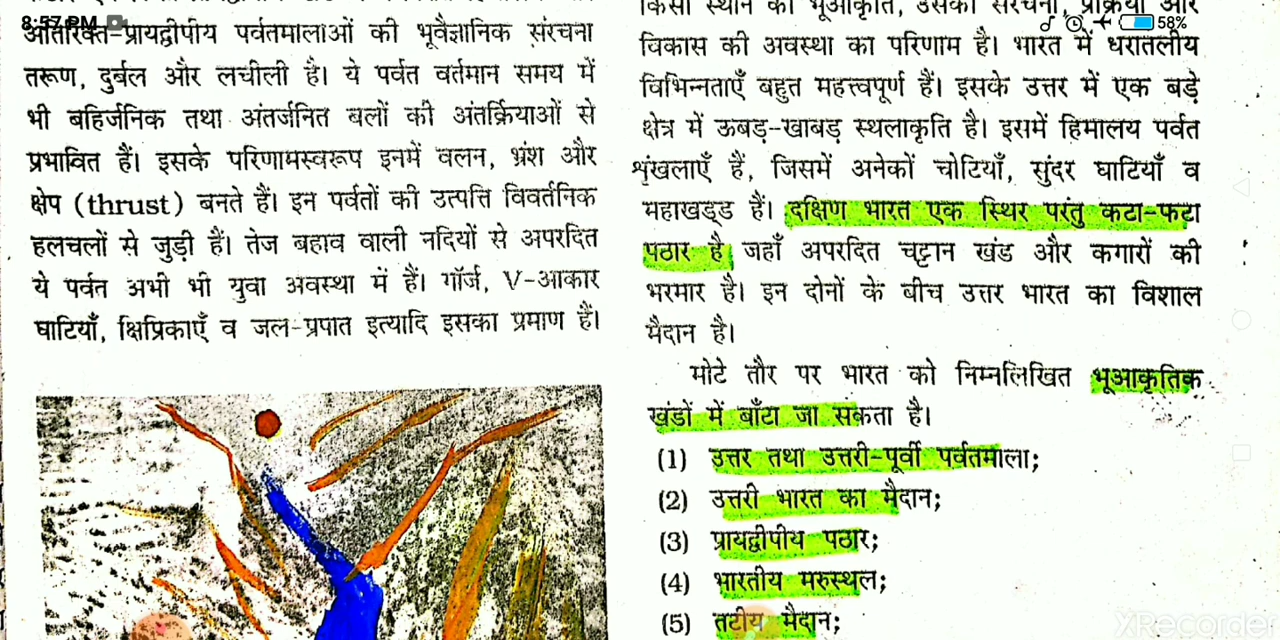 8:57 PM
58%
अतिरिक्त–प्रायद्वीपीय पर्वतमालाओं की भूवैज्ञानिक संरचना
तरूण, दुर्बल और लचीली है। ये पर्वत वर्तमान समय में
भी बहिर्जनिक तथा अंतर्जनित बलों की अंतर्क्रियाओं से
प्रभावित हैं। इसके परिणामस्वरूप इनमें वलन, भ्रंश और
क्षेप (thrust) बनते हैं। इन पर्वतों की उत्पत्ति विवर्तनिक
हलचलों से जुड़ी हैं। तेज बहाव वाली नदियों से अपरदित
ये पर्वत अभी भी युवा अवस्था में हैं। गॉर्ज, V-आकार
घाटियाँ, क्षिप्रिकाएँ व जल-प्रपात इत्यादि इसका प्रमाण हैं।
किसी स्थान की भूआकृति, उसकी संरचना, प्रक्रिया और
विकास की अवस्था का परिणाम है। भारत में धरातलीय
विभिन्नताएँ बहुत महत्त्वपूर्ण हैं। इसके उत्तर में एक बड़े
क्षेत्र में ऊबड़-खाबड़ स्थलाकृति है। इसमें हिमालय पर्वत
शृंखलाएँ हैं, जिसमें अनेकों चोटियाँ, सुंदर घाटियाँ व
महाखड्ड हैं। दक्षिण भारत एक स्थिर परंतु कटा-फटा
पठार है जहाँ अपरदित चट्टान खंड और कगारों की
भरमार है। इन दोनों के बीच उत्तर भारत का विशाल
मैदान है।
मोटे तौर पर भारत को निम्नलिखित भूआकृतिक
खंडों में बाँटा जा सकता है।
(1) उत्तर तथा उत्तरी-पूर्वी पर्वतमाला;
(2) उत्तरी भारत का मैदान;
(3) प्रायद्वीपीय पठार;
(4) भारतीय मरुस्थल;
(5) तटीय मैदान;
XRecorder